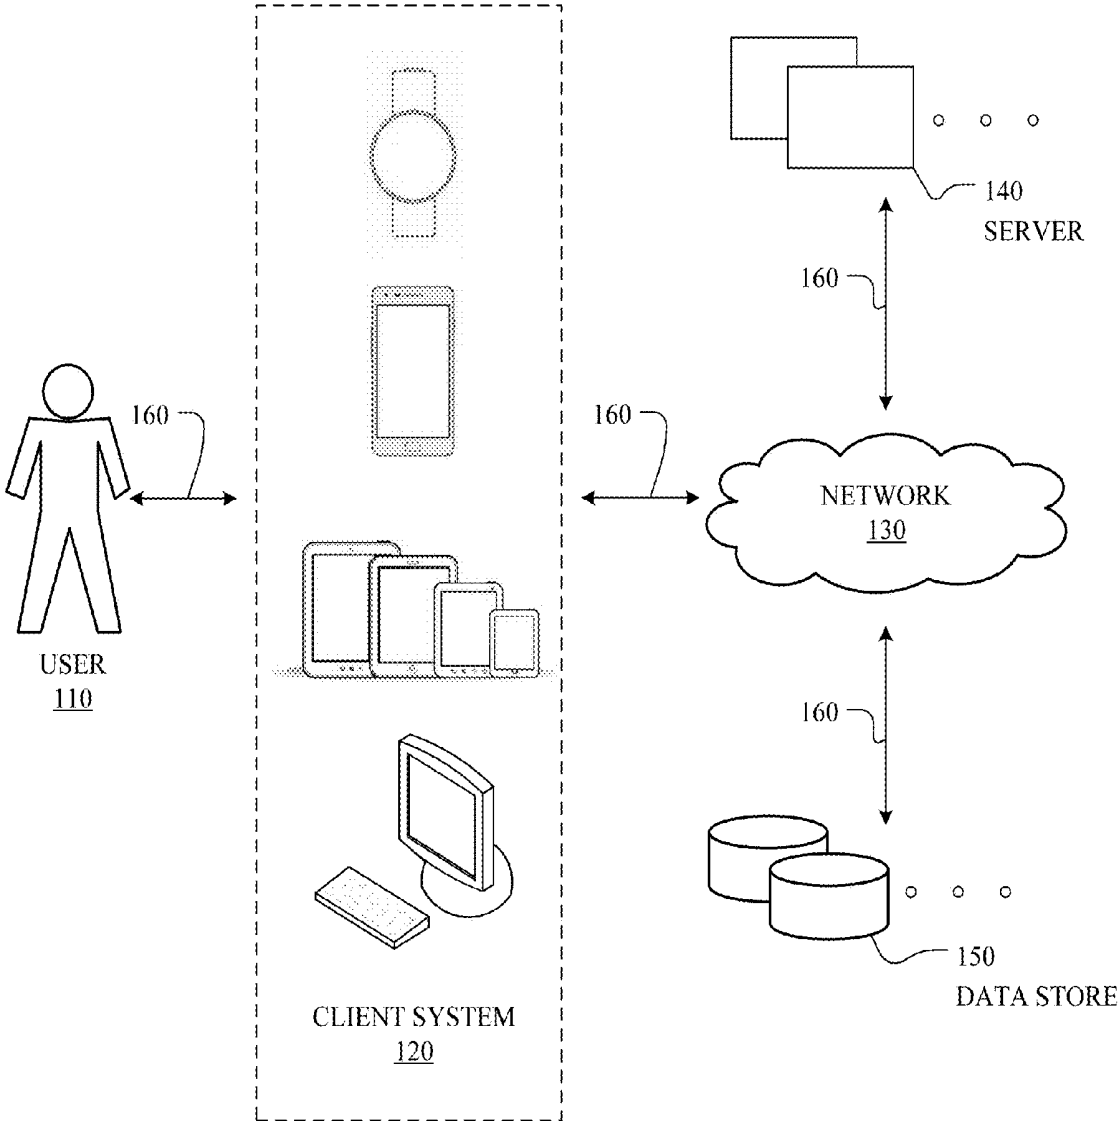 140
SERVER
160
160
160
NETWORK
130
USER
110
160
150
DATA STORE
CLIENT SYSTEM
120